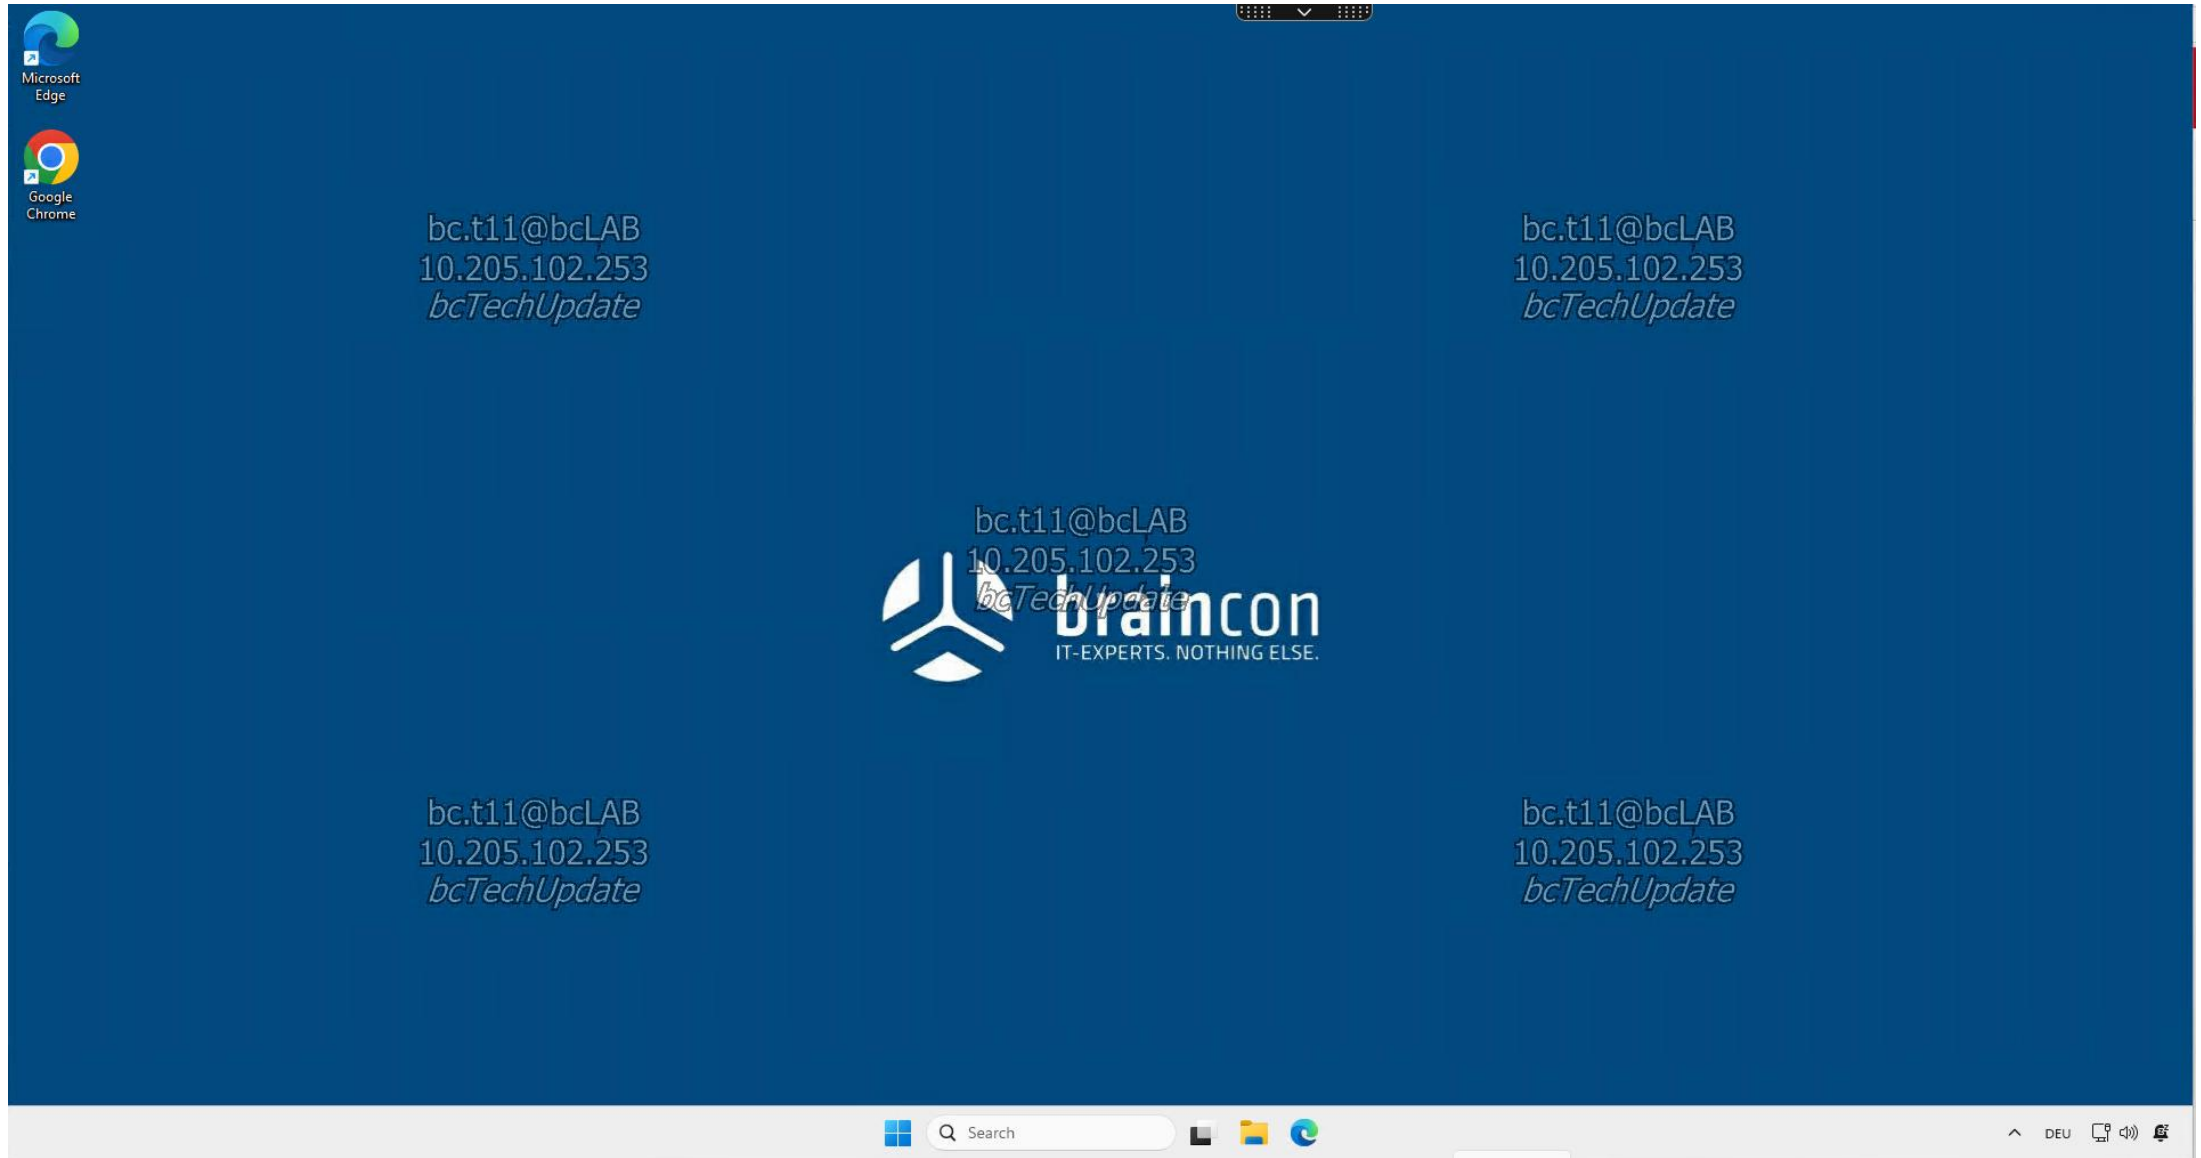 Microsoft
Edge
Google
Chrome
bc.t11@bcLAB
10.205.102.253
bcTechUpdate
bc.t11@bcLAB
10.205.102.253
bcTechUpdate
bc.t11@bcLAB
10.205.102.253
bcTechUpdate
braincon
IT-EXPERTS. NOTHING ELSE.
bc.t11@bcLAB
10.205.102.253
bcTechUpdate
bc.t11@bcLAB
10.205.102.253
bcTechUpdate
Search
DEU